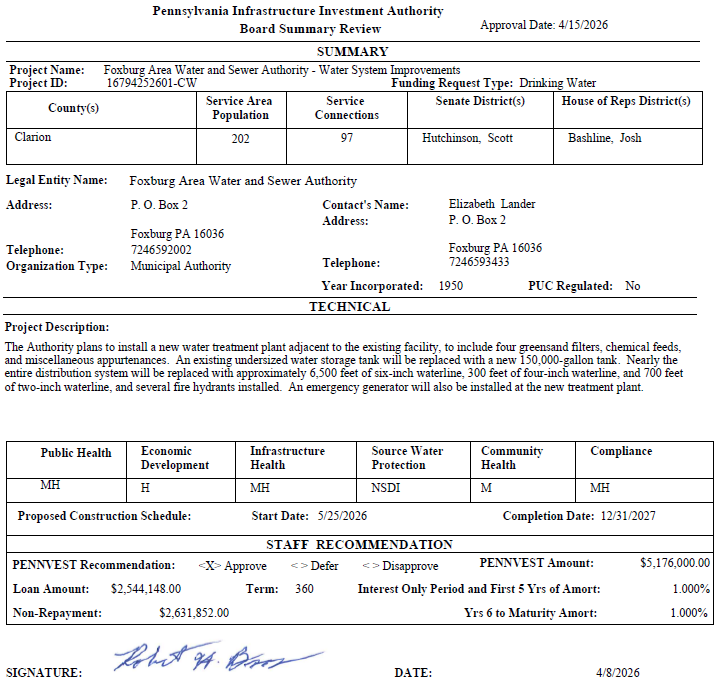 Pennsylvania Infrastructure Investment Authority
Board Summary Review
Approval Date: 4/15/2026
SUMMARY
Project Name: Foxburg Area Water and Sewer Authority - Water System Improvements
Project ID: 16794252601-CW Funding Request Type: Drinking Water
County(s) Service Area Population Service Connections Senate District(s) House of Reps District(s)
Clarion 202 97 Hutchinson, Scott Bashline, Josh
Legal Entity Name: Foxburg Area Water and Sewer Authority
Address: P. O. Box 2 Contact's Name: Elizabeth Lander
Address: P. O. Box 2
Foxburg PA 16036 Foxburg PA 16036
Telephone: 7246592002 Telephone: 7246593433
Organization Type: Municipal Authority
Year Incorporated: 1950 PUC Regulated: No
TECHNICAL
Project Description:
The Authority plans to install a new water treatment plant adjacent to the existing facility, to include four greensand filters, chemical feeds,
and miscellaneous appurtenances. An existing undersized water storage tank will be replaced with a new 150,000-gallon tank. Nearly the
entire distribution system will be replaced with approximately 6,500 feet of six-inch waterline, 300 feet of four-inch waterline, and 700 feet
of two-inch waterline, and several fire hydrants installed. An emergency generator will also be installed at the new treatment plant.
Public Health Economic Development Infrastructure Health Source Water Protection Community Health Compliance
MH H MH NSDI M MH
Proposed Construction Schedule: Start Date: 5/25/2026 Completion Date: 12/31/2027
STAFF RECOMMENDATION
PENNVEST Recommendation: <X> Approve < > Defer < > Disapprove PENNVEST Amount: $5,176,000.00
Loan Amount: $2,544,148.00 Term: 360 Interest Only Period and First 5 Yrs of Amort: 1.000%
Non-Repayment: $2,631,852.00 Yrs 6 to Maturity Amort: 1.000%
SIGNATURE: DATE: 4/8/2026